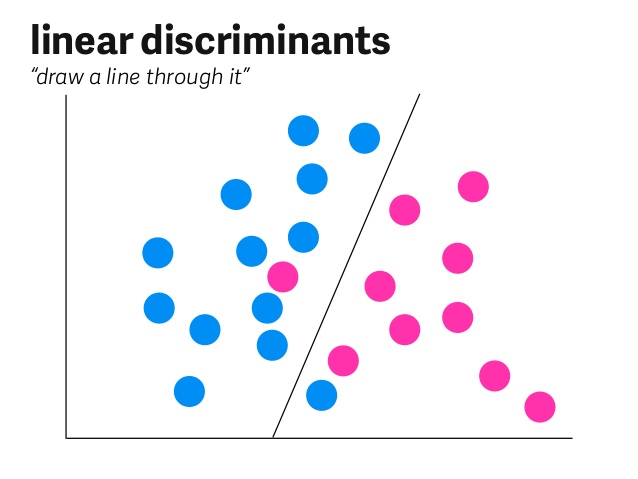 linear discriminants
“draw a line through it”